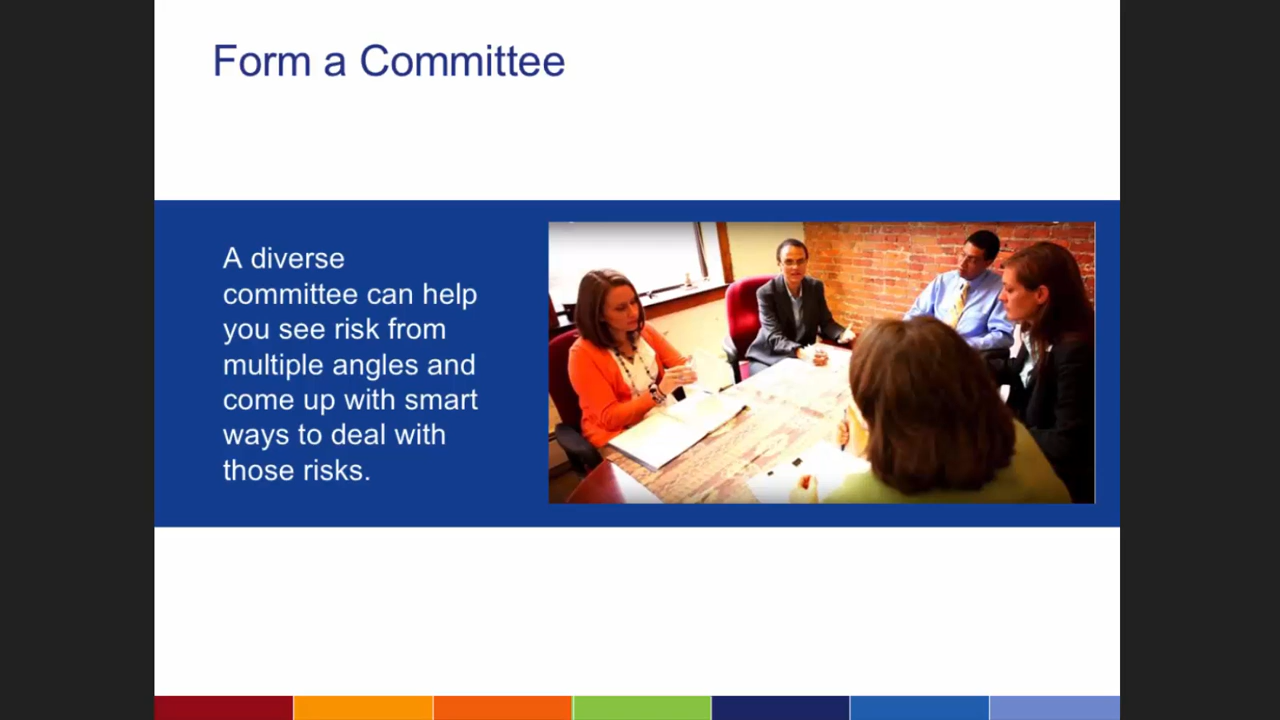 Form a Committee
A diverse
committee can help
you see risk from
multiple angles and
come up with smart
ways to deal with
those risks.